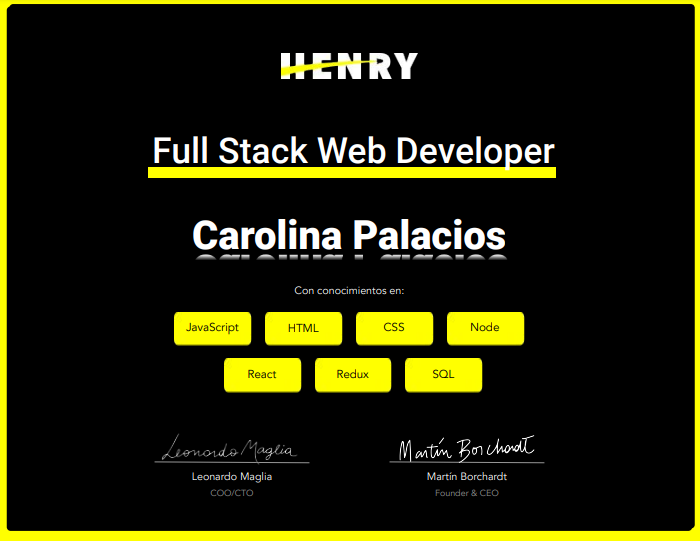 HENRY
Full Stack Web Developer
Carolina Palacios
Con conocimientos en:
JavaScript HTML CSS Node
React Redux SQL
Leonardo Maglia Martín Borchardt
Leonardo Maglia Martín Borchardt
COO/CTO Founder & CEO